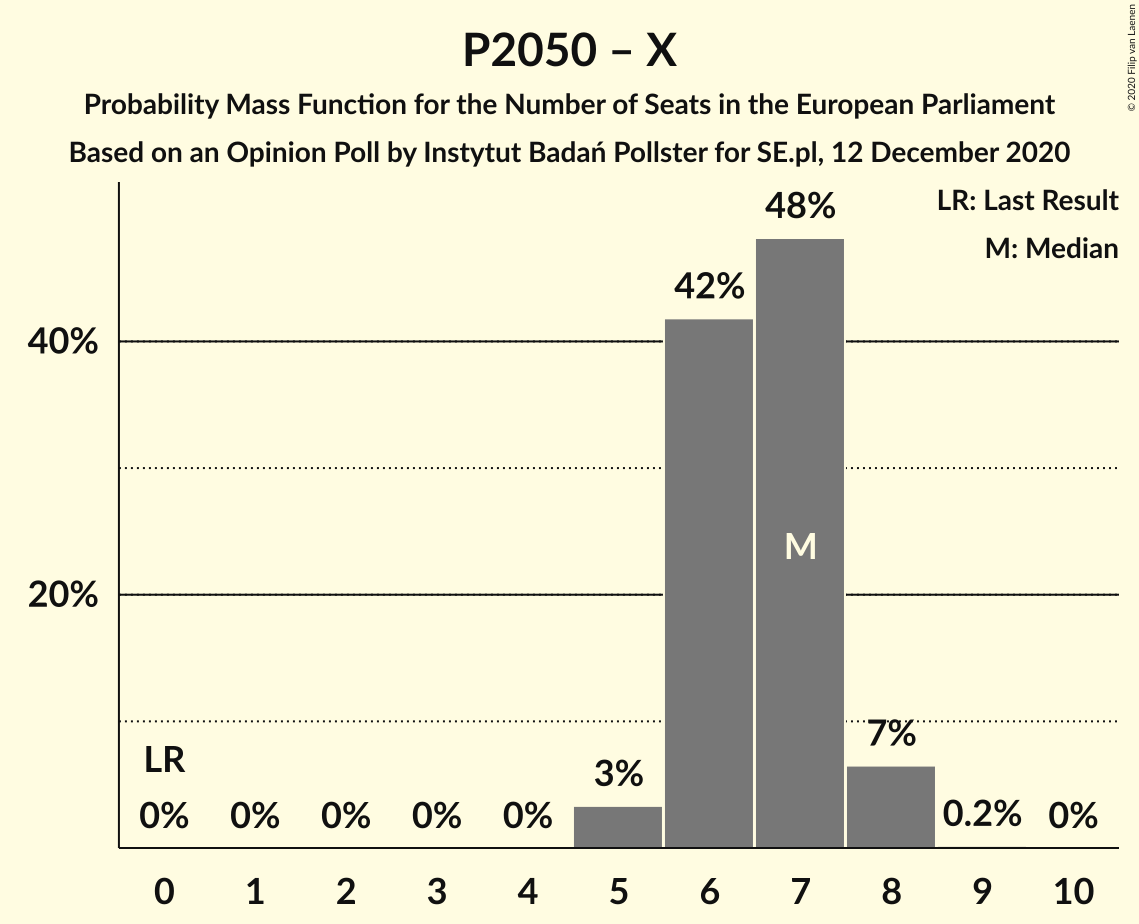 P2050 – X
Probability Mass Function for the Number of Seats in the European Parliament
Based on an Opinion Poll by Instytut Badań Pollster for SE.pl, 12 December 2020
© 2020 Filip van Laenen
LR: Last Result
M: Median
48%
42%
40%
M
20%
7%
LR
3%
0% 0% 0% 0% 0% 0.2% 0%
0 1 2 3 4 5 6 7 8 9 10